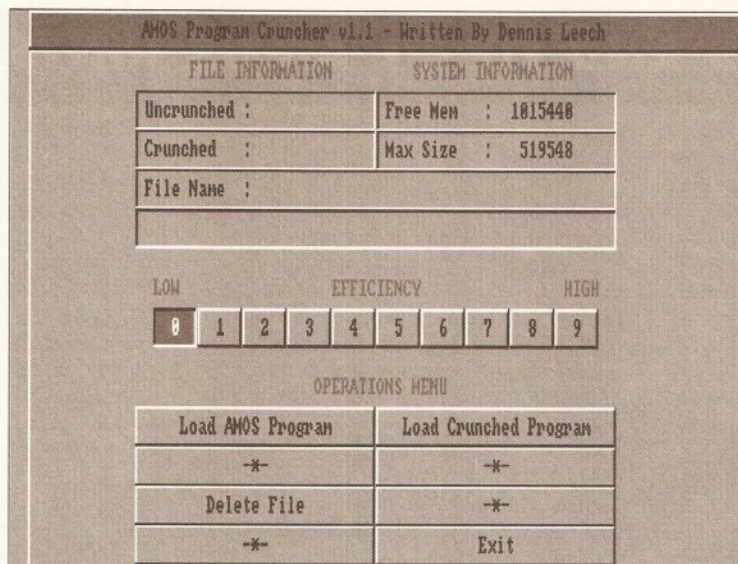 AMOS Program Cruncher v1.1 - Written By Dennis Leech
FILE INFORMATION SYSTEM INFORMATION
Uncrunched : Free Mem : 1015440
Crunched : Max Size : 519548
File Name :
LOW EFFICIENCY HIGH
0 1 2 3 4 5 6 7 8 9
OPERATIONS MENU
Load AMOS Program Load Crunched Program
-*- -*-
Delete File -*-
-*- Exit